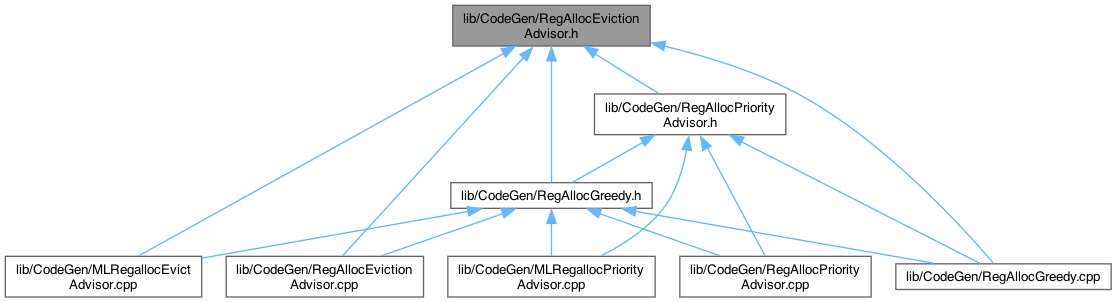 lib/CodeGen/RegAllocEviction
Advisor.h
lib/CodeGen/RegAllocPriority
Advisor.h
lib/CodeGen/RegAllocGreedy.h
lib/CodeGen/MLRegallocEvict
Advisor.cpp
lib/CodeGen/RegAllocEviction
Advisor.cpp
lib/CodeGen/MLRegallocPriority
Advisor.cpp
lib/CodeGen/RegAllocPriority
Advisor.cpp
lib/CodeGen/RegAllocGreedy.cpp